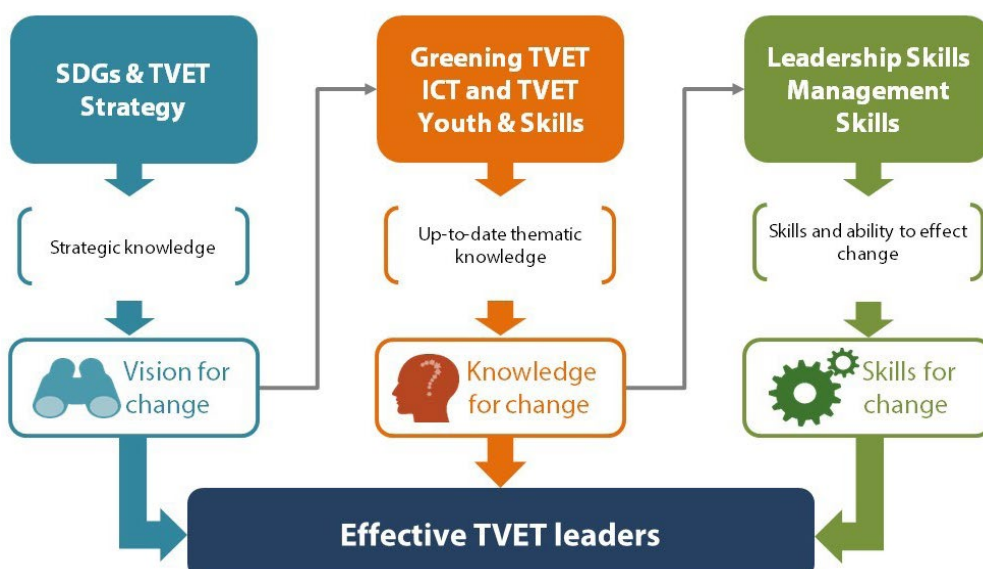 SDGs & TVET
Strategy
Strategic knowledge
Vision for
change
Greening TVET
ICT and TVET
Youth & Skills
Up-to-date thematic
knowledge
Knowledge
for change
Leadership Skills
Management
Skills
Skills and ability to effect
change
Skills for
change
Effective TVET leaders